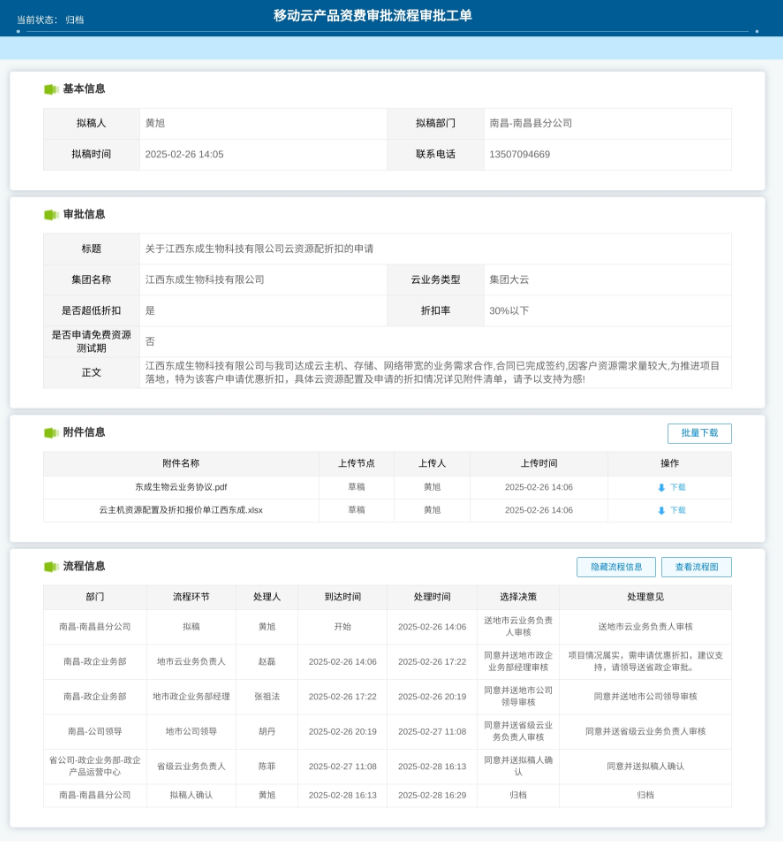 移动云产品资费审批流程审批工单
当前状态： 归档
基本信息
拟稿人 黄旭 拟稿部门 南昌-南昌县分公司
拟稿时间 2025-02-26 14:05 联系电话 13507094669
审批信息
标题 关于江西东成生物科技有限公司云资源配折扣的申请
集团名称 江西东成生物科技有限公司 云业务类型 集团大云
是否超低折扣 是 折扣率 30%以下
是否申请免费资源
测试期 否
正文 江西东成生物科技有限公司与我司达成云主机、存储、网络带宽的业务需求合作,合同已完成签约,因客户资源需求量较大,为推进项目
落地，特为该客户申请优惠折扣，具体云资源配置及申请的折扣情况详见附件清单，请予以支持为感!
附件信息 批量下载
附件名称 上传节点 上传人 上传时间 操作
东成生物云业务协议.pdf 草稿 黄旭 2025-02-26 14:06 下载
云主机资源配置及折扣报价单江西东成.xlsx 草稿 黄旭 2025-02-26 14:06 下载
流程信息 隐藏流程信息 查看流程图
部门 流程环节 处理人 到达时间 处理时间 选择决策 处理意见
南昌-南昌县分公司 拟稿 黄旭 开始 2025-02-26 14:06 送地市云业务负责
人审核 送地市云业务负责人审核
南昌-政企业务部 地市云业务负责人 赵磊 2025-02-26 14:06 2025-02-26 17:22 同意并送地市政企
业务部经理审核 项目情况属实，需申请优惠折扣，建议支
持，请领导送省政企审批。
南昌-政企业务部 地市政企业务部经理 张祖法 2025-02-26 17:22 2025-02-26 20:19 同意并送地市公司
领导审核 同意并送地市公司领导审核
南昌-公司领导 地市公司领导 胡丹 2025-02-26 20:19 2025-02-27 11:08 同意并送省级云业
务负责人审核 同意并送省级云业务负责人审核
省公司-政企业务部-政企
产品运营中心 省级云业务负责人 陈菲 2025-02-27 11:08 2025-02-28 16:13 同意并送拟稿人确
认 同意并送拟稿人确认
南昌-南昌县分公司 拟稿人确认 黄旭 2025-02-28 16:13 2025-02-28 16:29 归档 归档